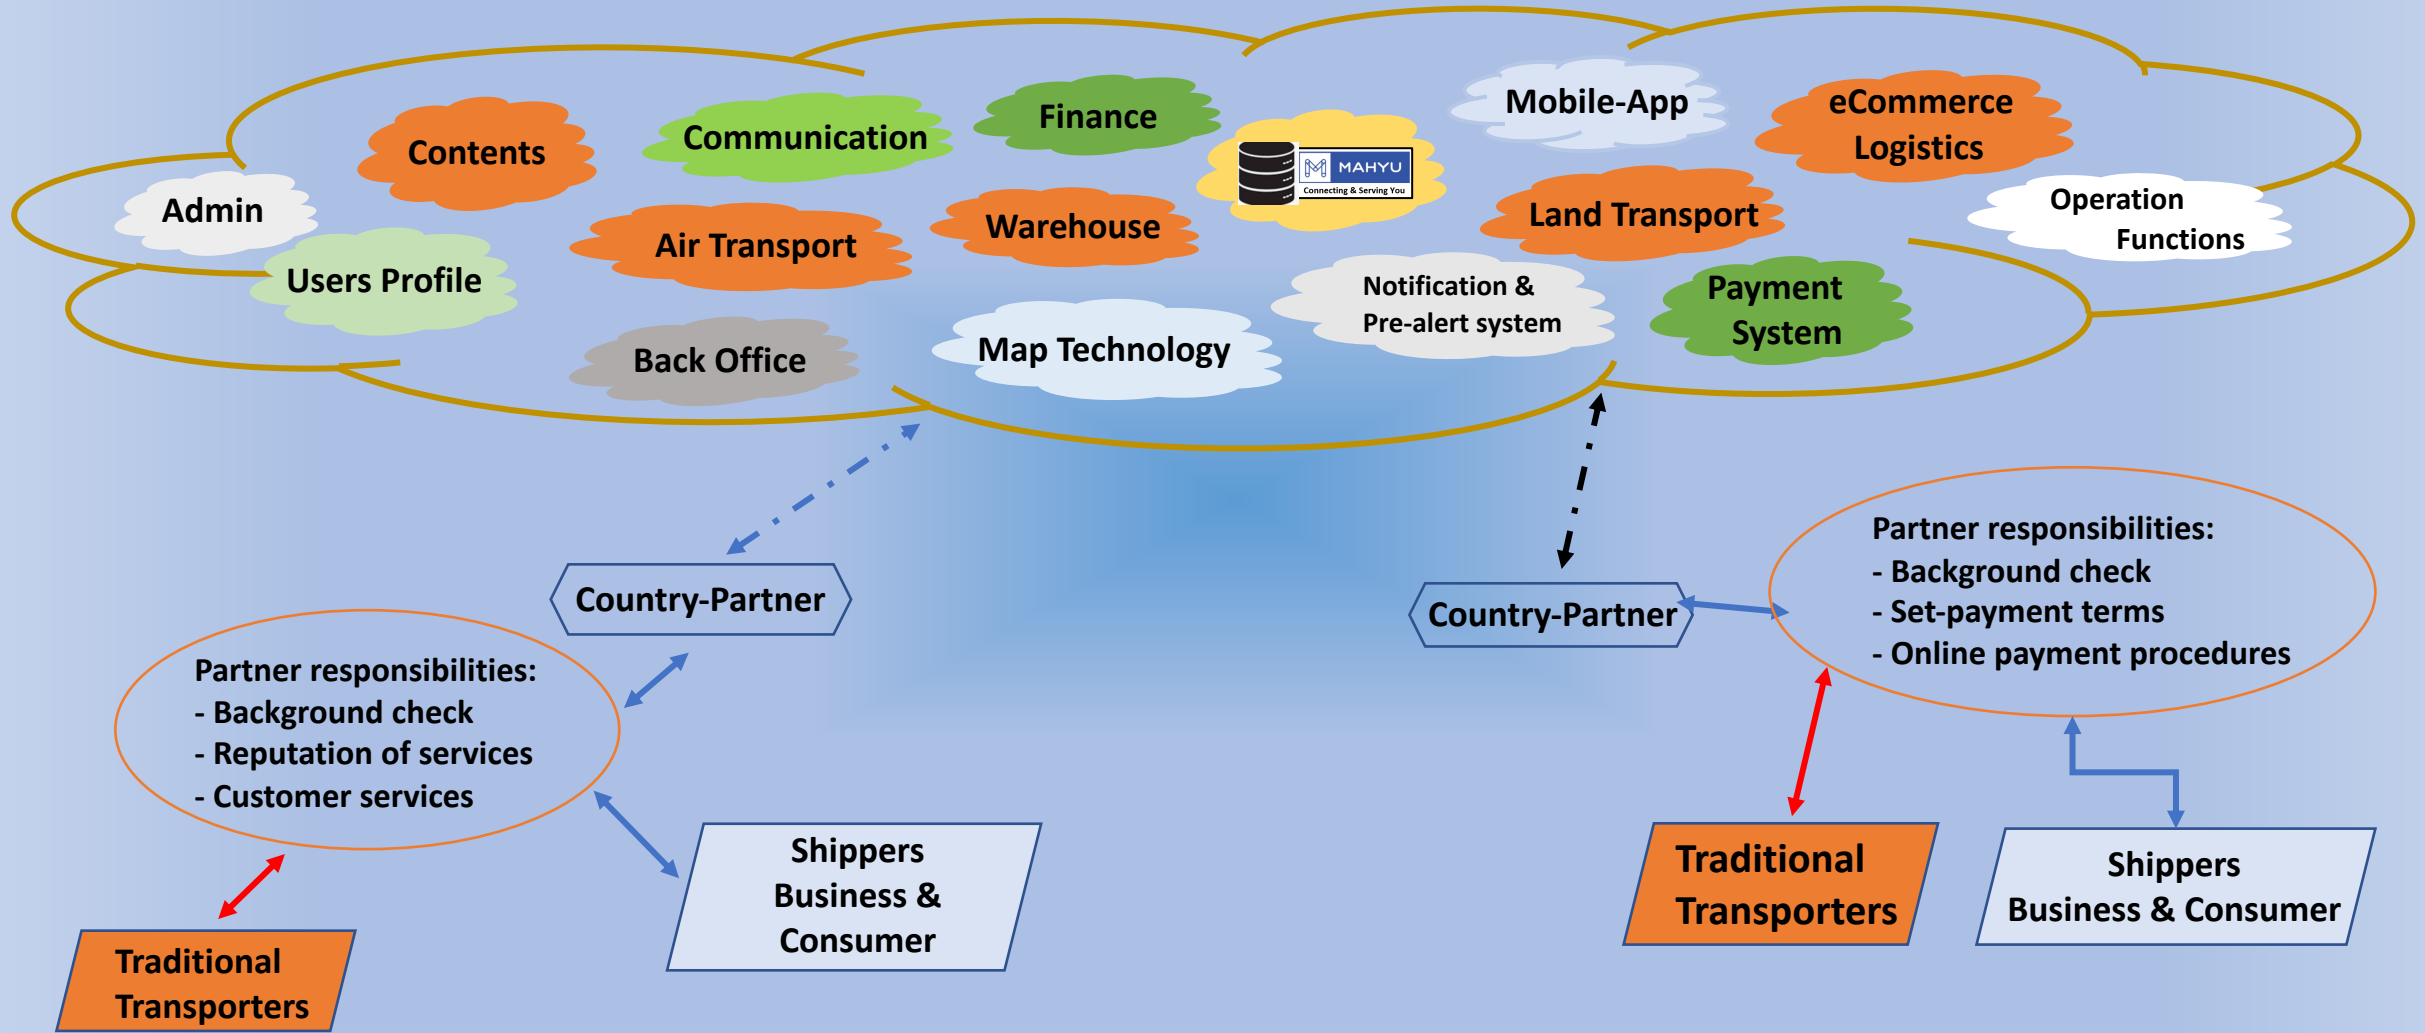 Mobile-App
eCommerce
Logistics
Finance
Communication
Contents
MAHYU
Connecting & Serving You
Admin
Air Transport
Warehouse
Land Transport
Operation
Functions
Users Profile
Notification &
Pre-alert system
Payment
System
Back Office
Map Technology
Country-Partner
Partner responsibilities:
- Background check
- Reputation of services
- Customer services
Traditional
Transporters
Shippers
Business &
Consumer
Country-Partner
Partner responsibilities:
- Background check
- Set-payment terms
- Online payment procedures
Traditional
Transporters
Shippers
Business & Consumer